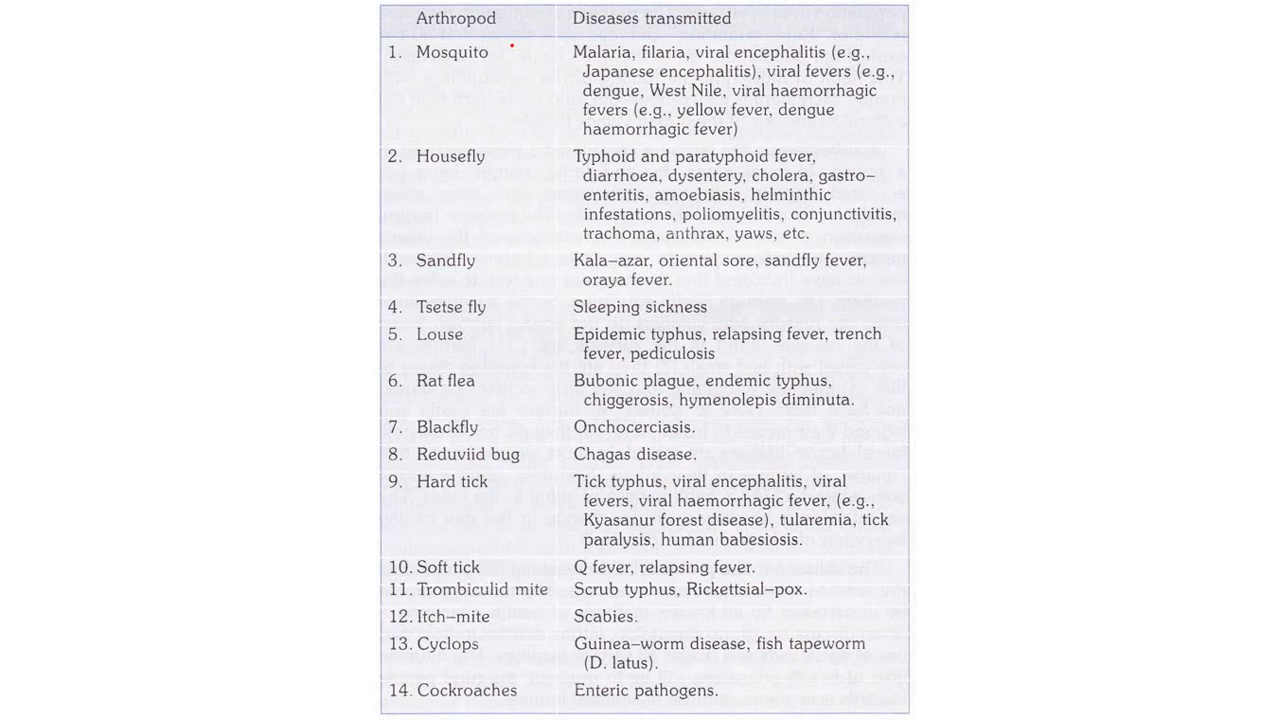 Arthropod Diseases transmitted
1. Mosquito Malaria, filaria, viral encephalitis (e.g.,
Japanese encephalitis), viral fevers (e.g.,
dengue, West Nile, viral haemorrhagic
fevers (e.g., yellow fever, dengue
haemorrhagic fever)
2. Housefly Typhoid and paratyphoid fever,
diarrhoea, dysentery, cholera, gastro–
enteritis, amoebiasis, helminthic
infestations, poliomyelitis, conjunctivitis,
trachoma, anthrax, yaws, etc.
3. Sandfly Kala–azar, oriental sore, sandfly fever,
oraya fever.
4. Tsetse fly Sleeping sickness
5. Louse Epidemic typhus, relapsing fever, trench
fever, pediculosis
6. Rat flea Bubonic plague, endemic typhus,
chiggerosis, hymenolepis diminuta.
7. Blackfly Onchocerciasis.
8. Reduviid bug Chagas disease.
9. Hard tick Tick typhus, viral encephalitis, viral
fevers, viral haemorrhagic fever, (e.g.,
Kyasanur forest disease), tularemia, tick
paralysis, human babesiosis.
10. Soft tick Q fever, relapsing fever.
11. Trombiculid mite Scrub typhus, Rickettsial–pox.
12. Itch–mite Scabies.
13. Cyclops Guinea–worm disease, fish tapeworm
(D. latus).
14. Cockroaches Enteric pathogens.